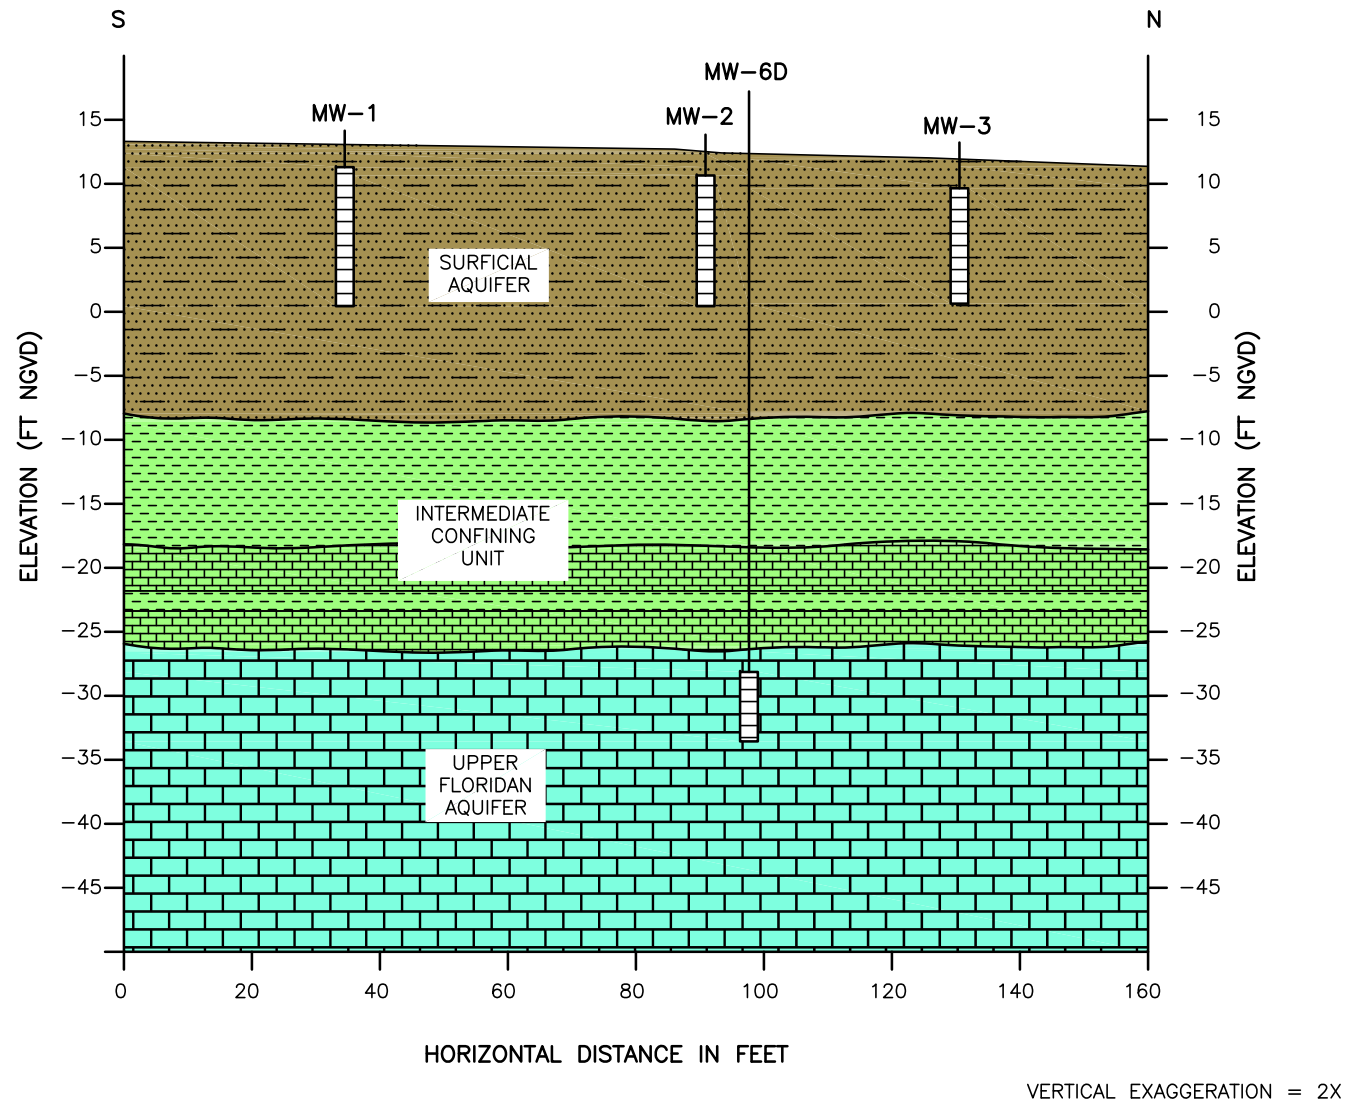 S
N
MW-6D
MW-1
MW-2
MW-3
15
10
5
0
-5
-10
-15
-20
-25
-30
-35
-40
-45
ELEVATION (FT NGVD)
SURFICIAL
AQUIFER
INTERMEDIATE
CONFINING
UNIT
UPPER
FLORIDAN
AQUIFER
15
10
5
0
-5
-10
-15
-20
-25
-30
-35
-40
-45
ELEVATION (FT NGVD)
0 20 40 60 80 100 120 140 160
HORIZONTAL DISTANCE IN FEET
VERTICAL EXAGGERATION = 2X